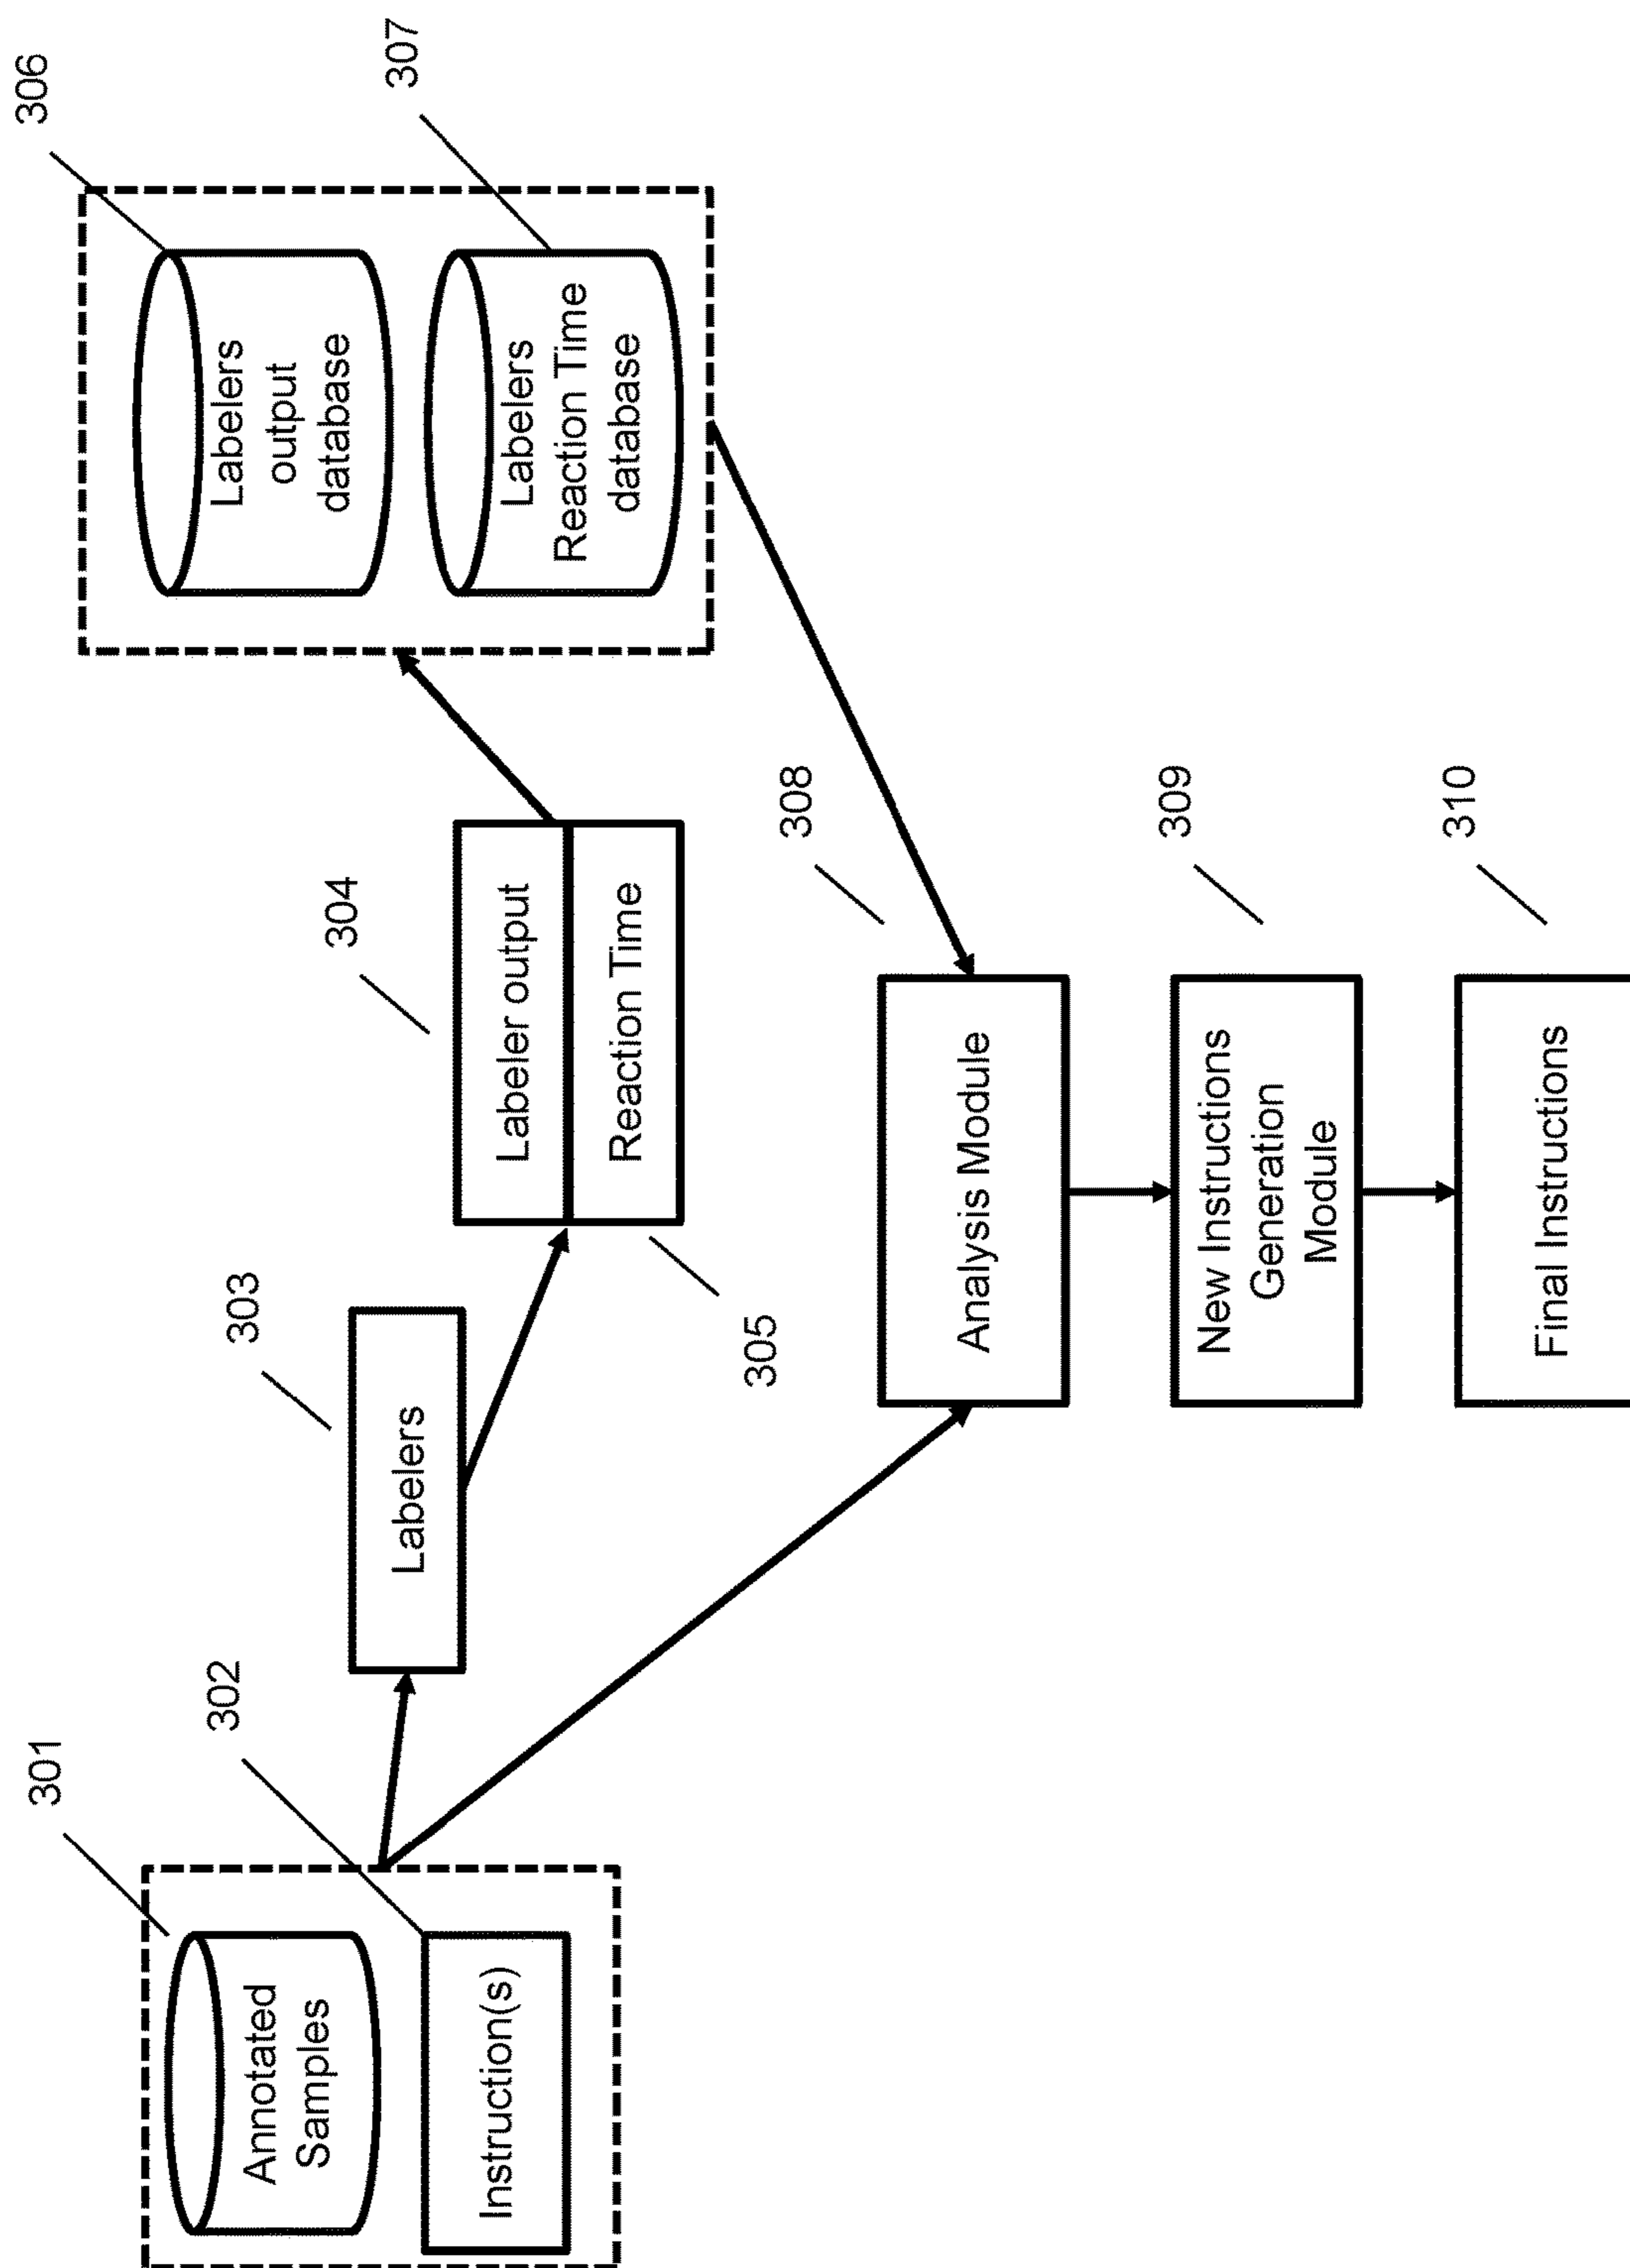 301
Annotated
Samples
302
Instruction(s)
303
Labelers
304
Labeler output
Reaction Time
305
306
Labelers
output
database
307
Labelers
Reaction Time
database
308
Analysis Module
309
New Instructions
Generation
Module
310
Final Instructions